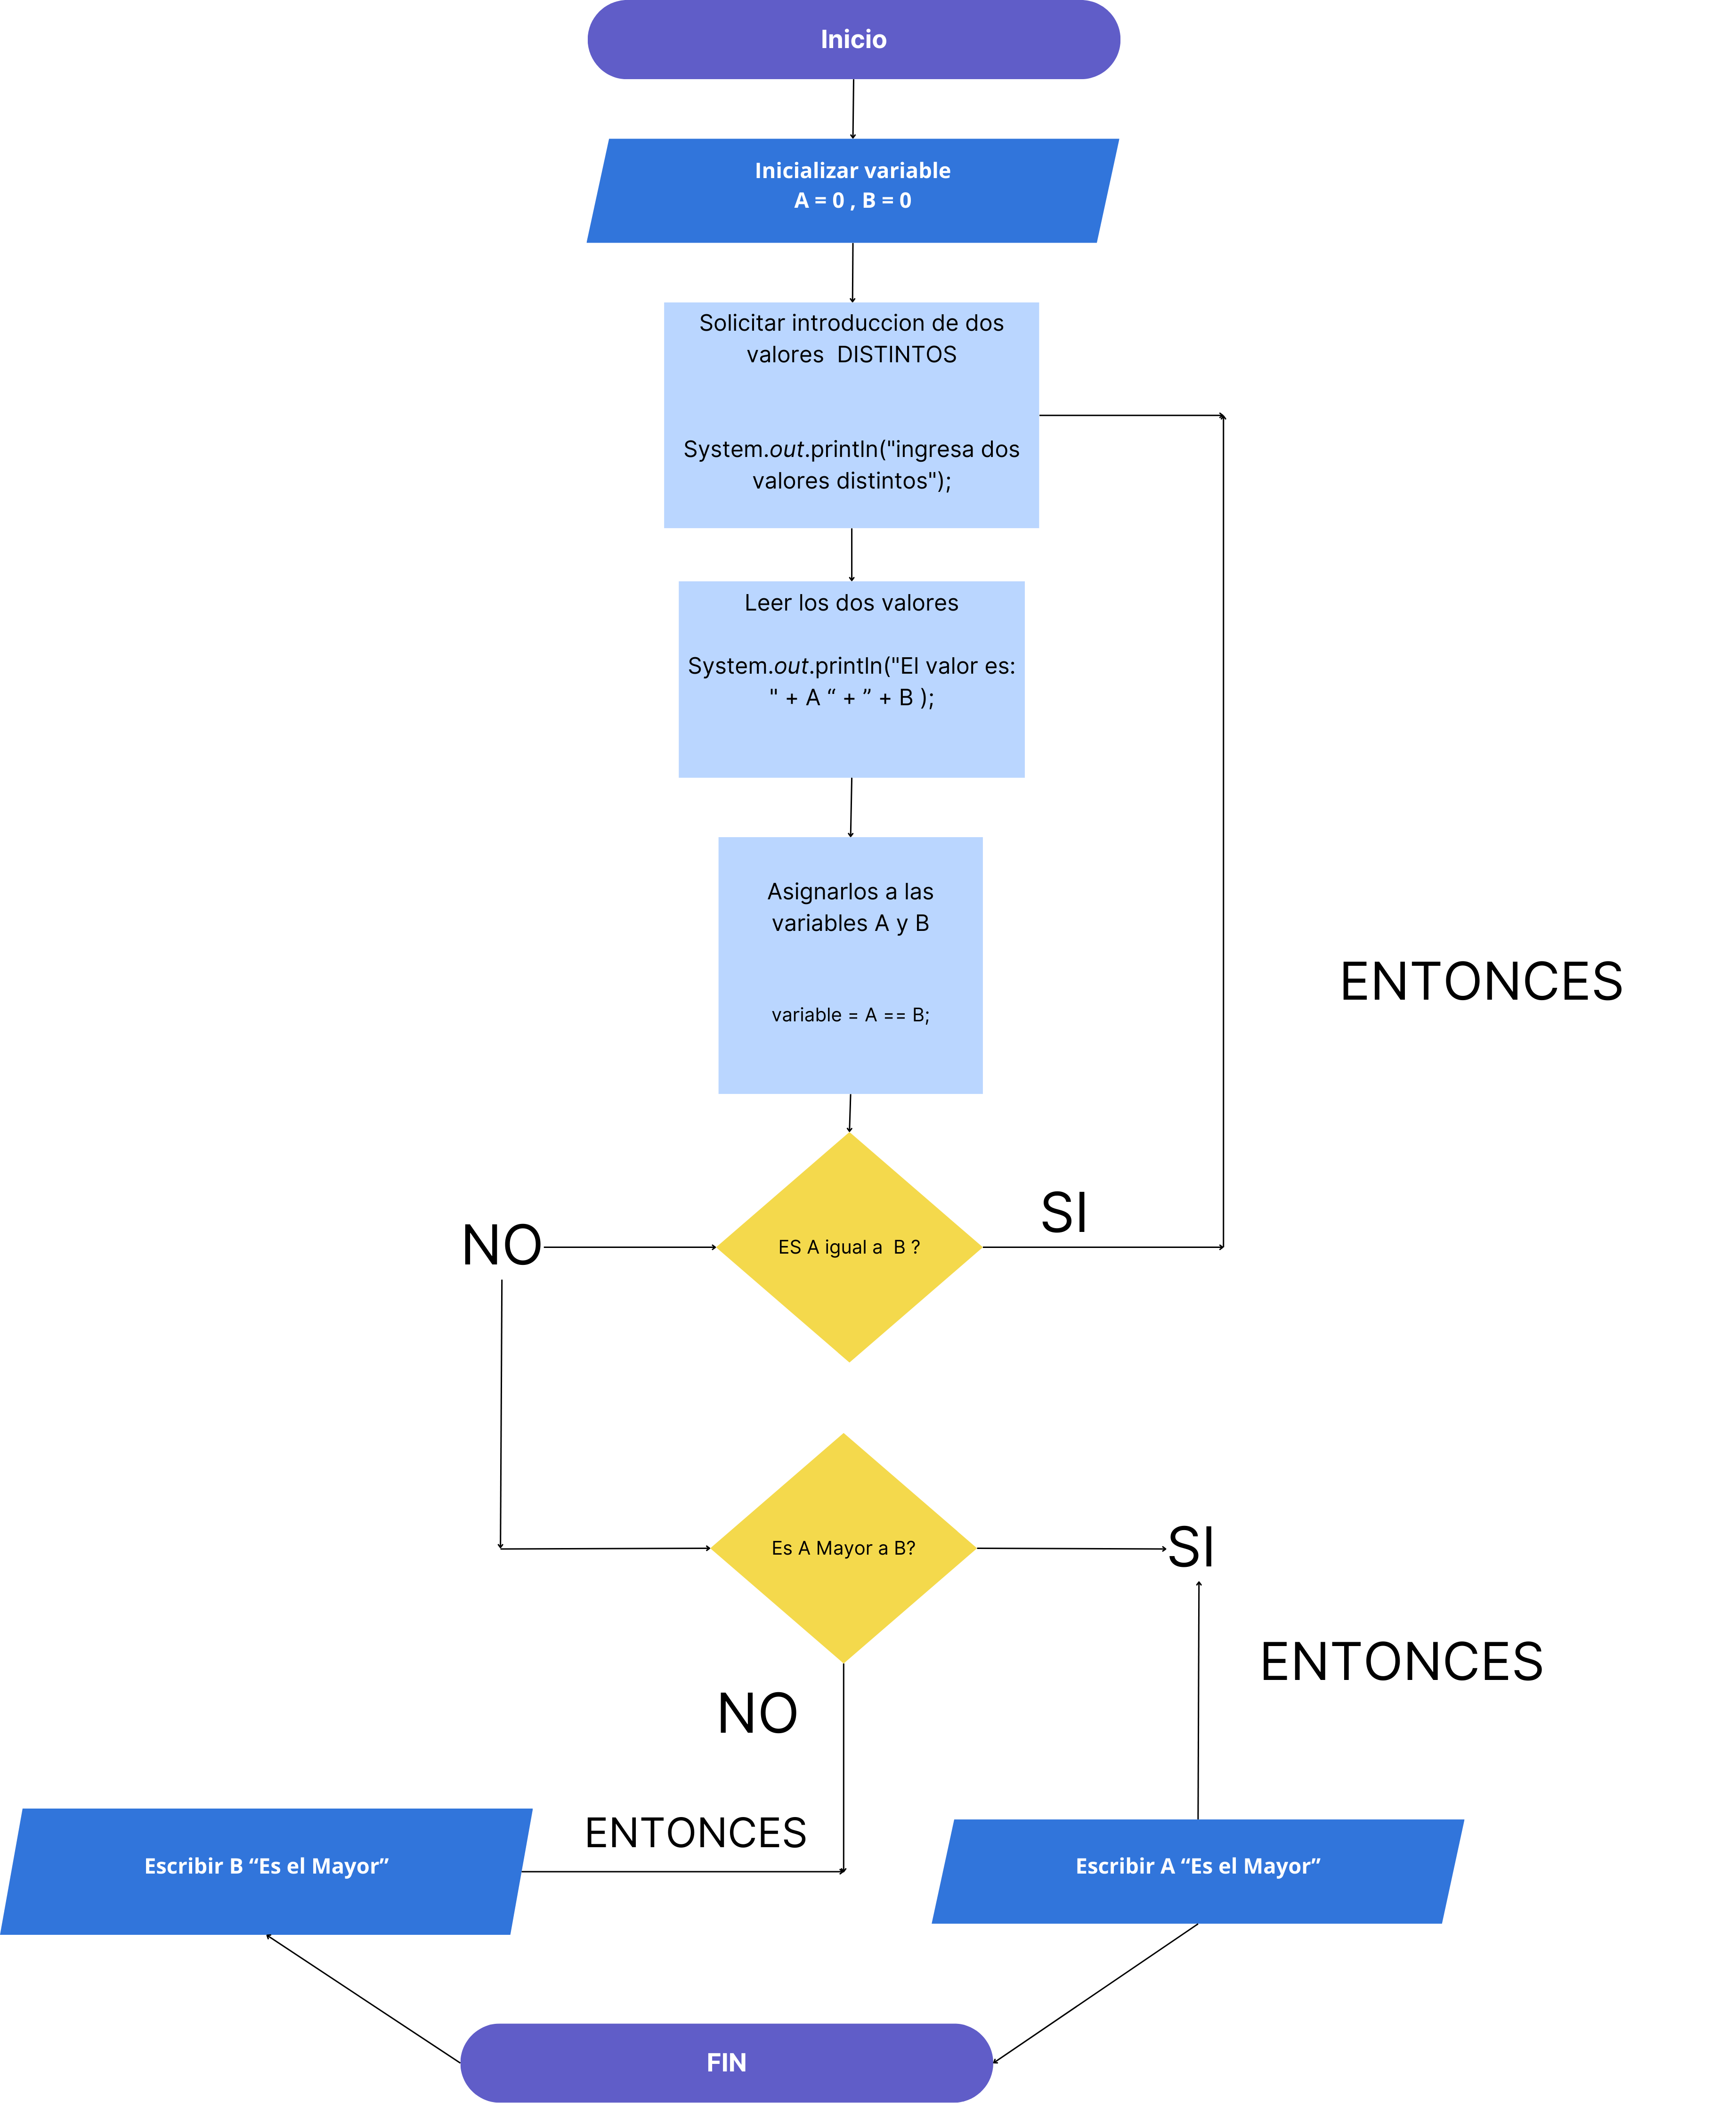 Inicio
Inicializar variable
A = 0 , B = 0
Solicitar introduccion de dos
valores  DISTINTOS
System.out.println("ingresa dos
valores distintos");
Leer los dos valores
System.out.println("El valor es:
" + A “ + ” + B );
Asignarlos a las
variables A y B
ENTONCES
variable = A == B;
SI
NO
ES A igual a  B ?
Es A Mayor a B?
SI
ENTONCES
NO
ENTONCES
Escribir B “Es el Mayor”
Escribir A “Es el Mayor”
FIN